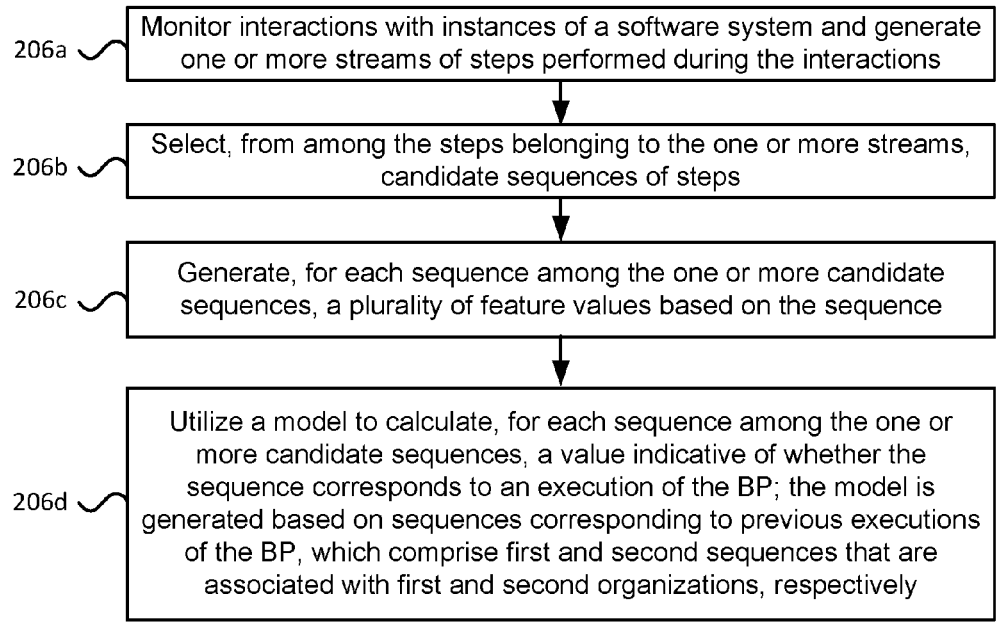 206a
Monitor interactions with instances of a software system and generate
one or more streams of steps performed during the interactions
206b
Select, from among the steps belonging to the one or more streams,
candidate sequences of steps
206c
Generate, for each sequence among the one or more candidate
sequences, a plurality of feature values based on the sequence
206d
Utilize a model to calculate, for each sequence among the one or
more candidate sequences, a value indicative of whether the
sequence corresponds to an execution of the BP; the model is
generated based on sequences corresponding to previous executions
of the BP, which comprise first and second sequences that are
associated with first and second organizations, respectively